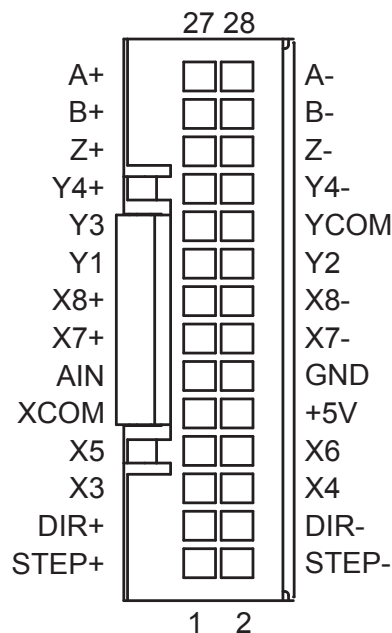 27 28
A+ A-
B+ B-
Z+ Z-
Y4+ Y4-
Y3 YCOM
Y1 Y2
X8+ X8-
X7+ X7-
AIN GND
XCOM +5V
X5 X6
X3 X4
DIR+ DIR-
STEP+ STEP-
1 2